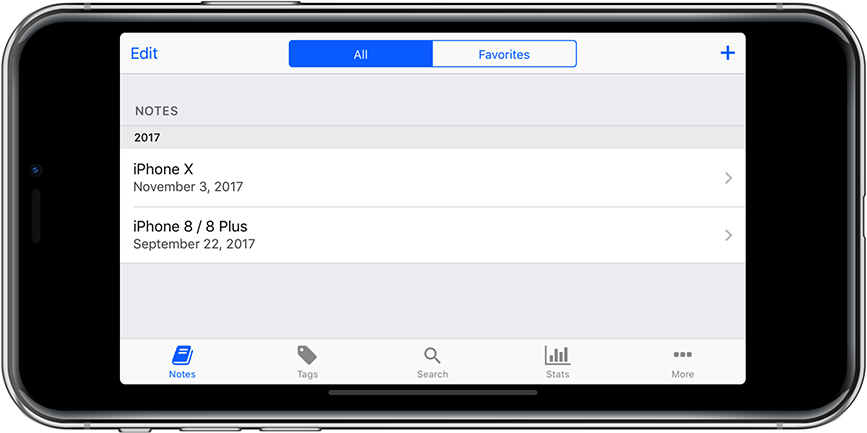 Edit
All
Favorites
+
NOTES
2017
iPhone X
November 3, 2017
iPhone 8 / 8 Plus
September 22, 2017
Notes
Tags
Search
Stats
More